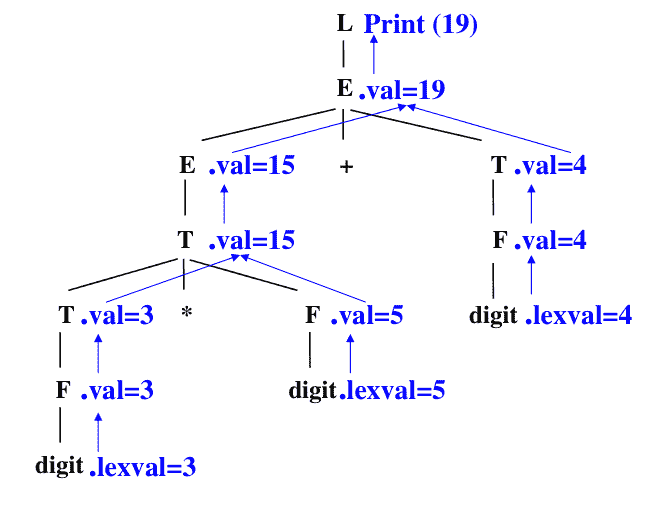 L Print (19)
E .val=19
E .val=15 + T .val=4
T .val=15 F .val=4
T .val=3 * F .val=5 digit .lexval=4
F .val=3 digit .lexval=5
digit .lexval=3